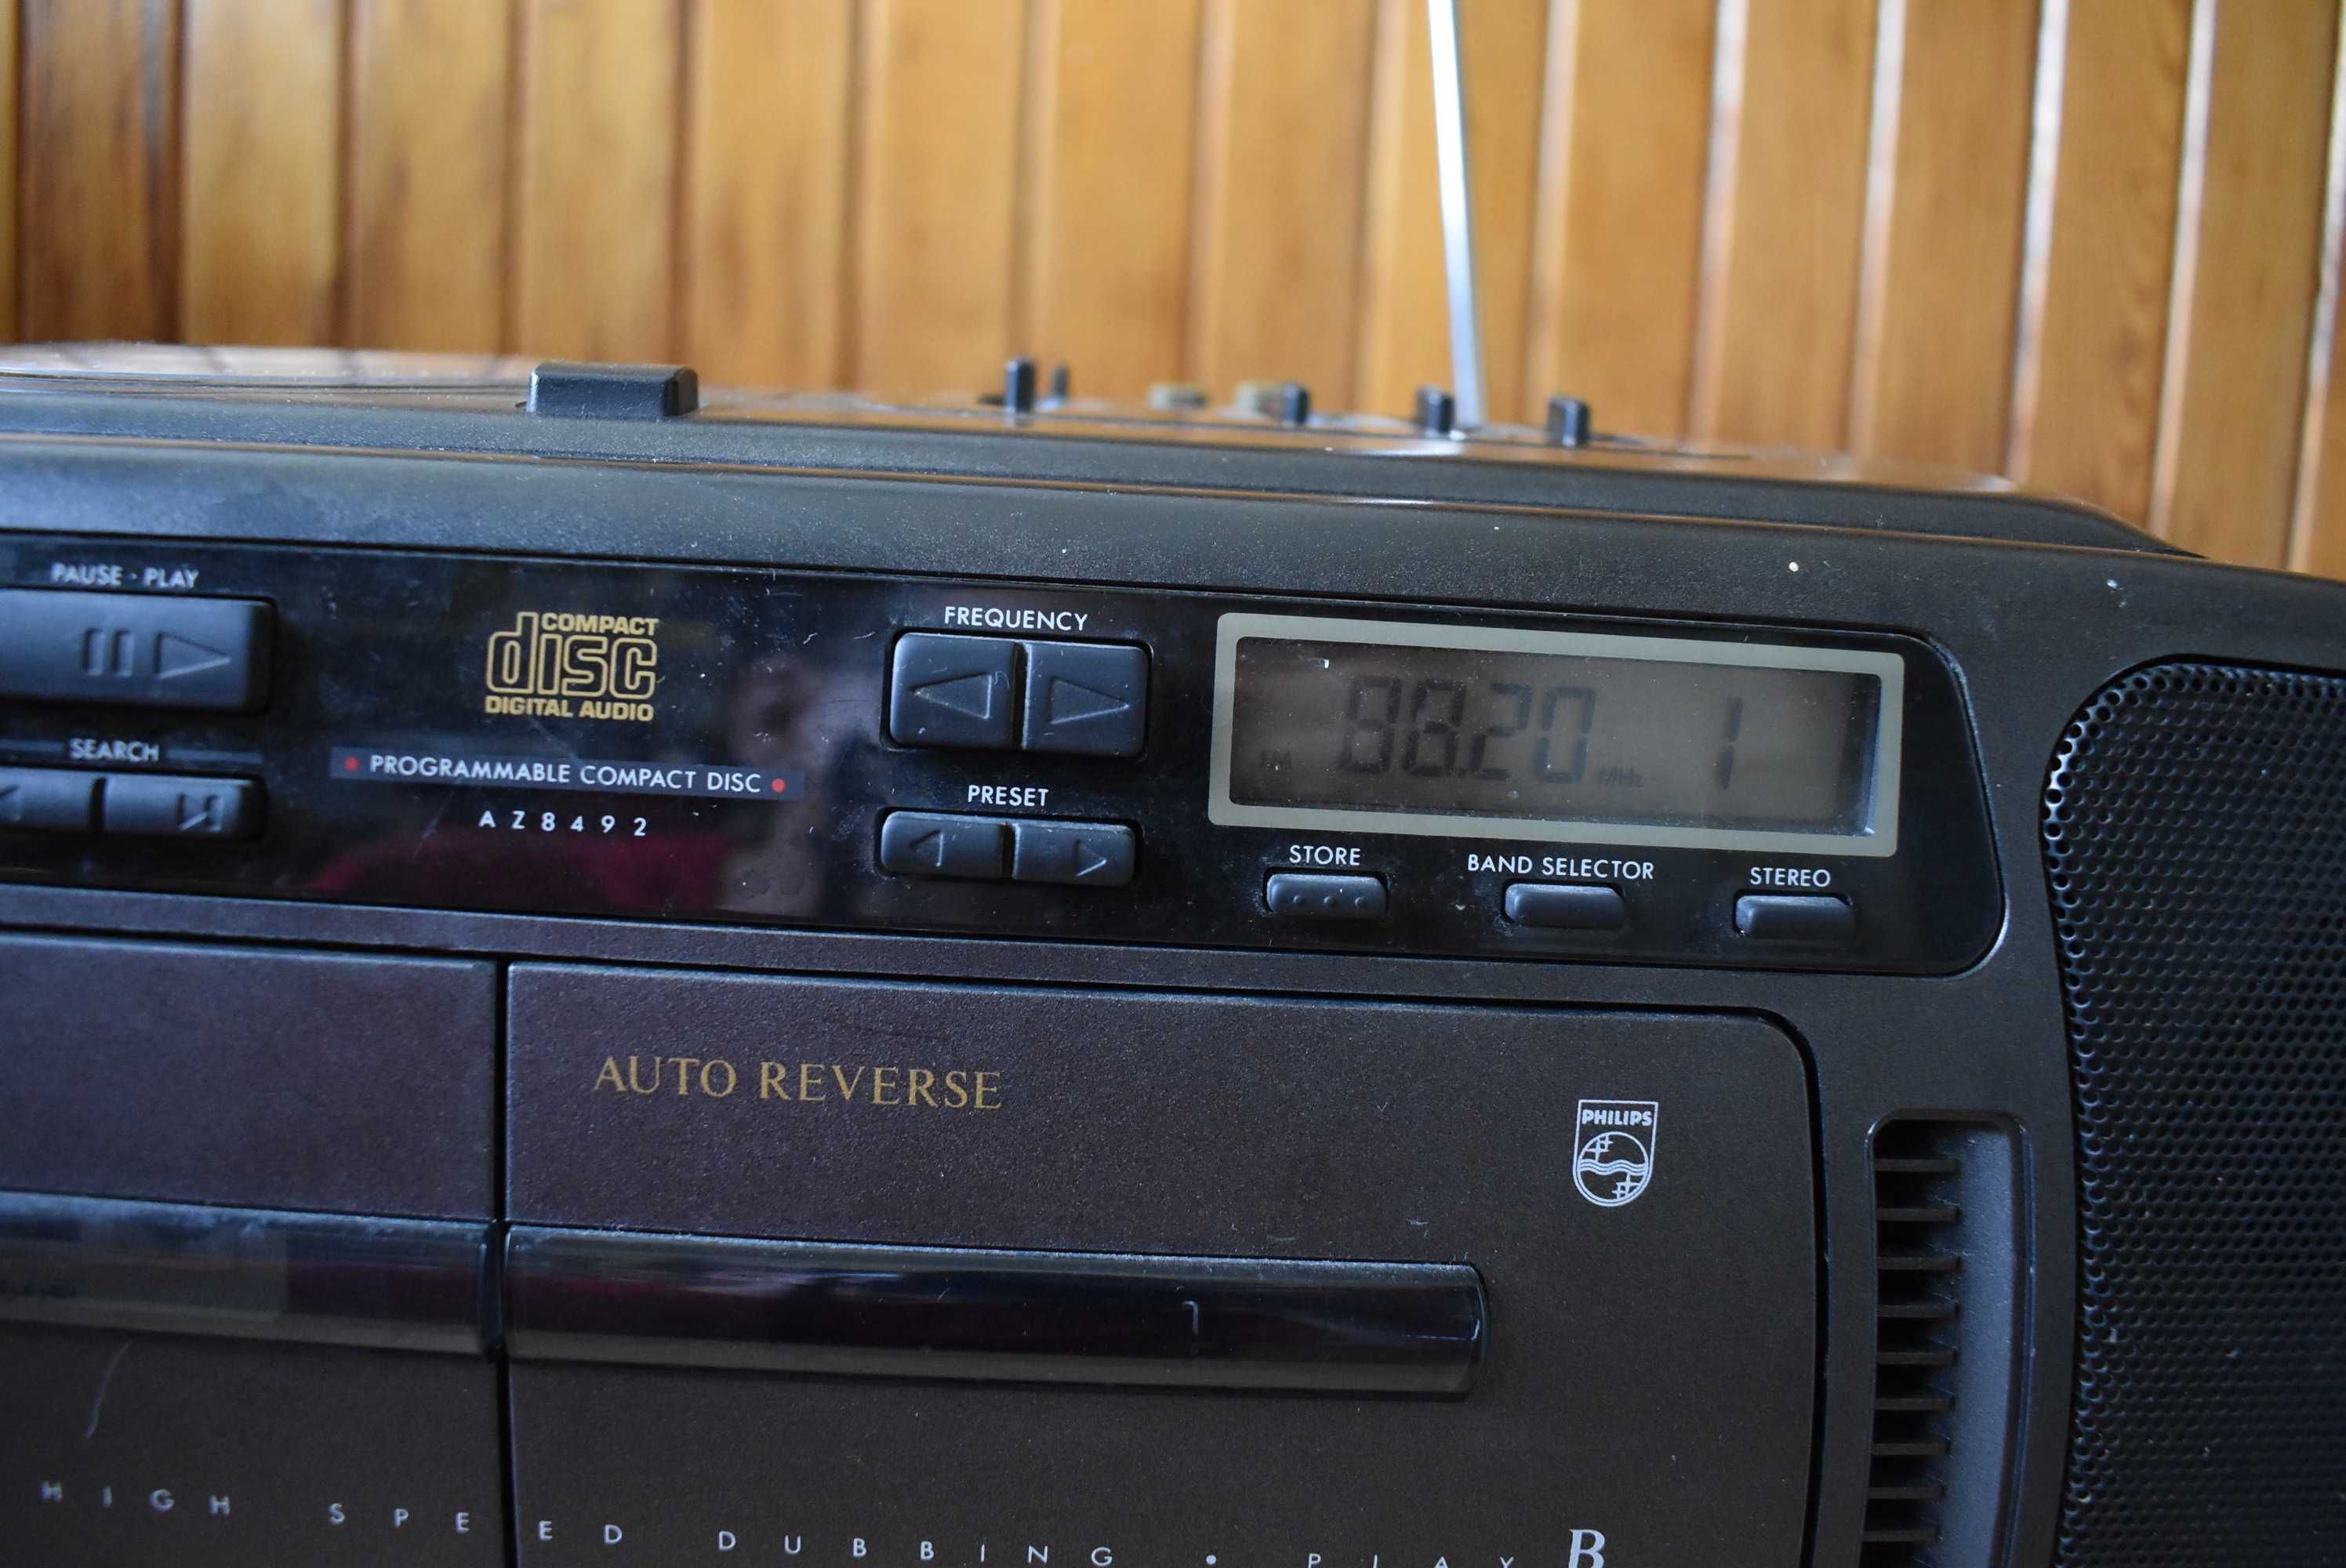 PAUSE · PLAY
SEARCH
COMPACT
disc
DIGITAL AUDIO
PROGRAMMABLE COMPACT DISC
AZ8492
FREQUENCY
PRESET
88.20 MHz 1
STORE
BAND SELECTOR
STEREO
AUTO REVERSE
PHILIPS
HIGH SPEED DUBBING • PLAY
B